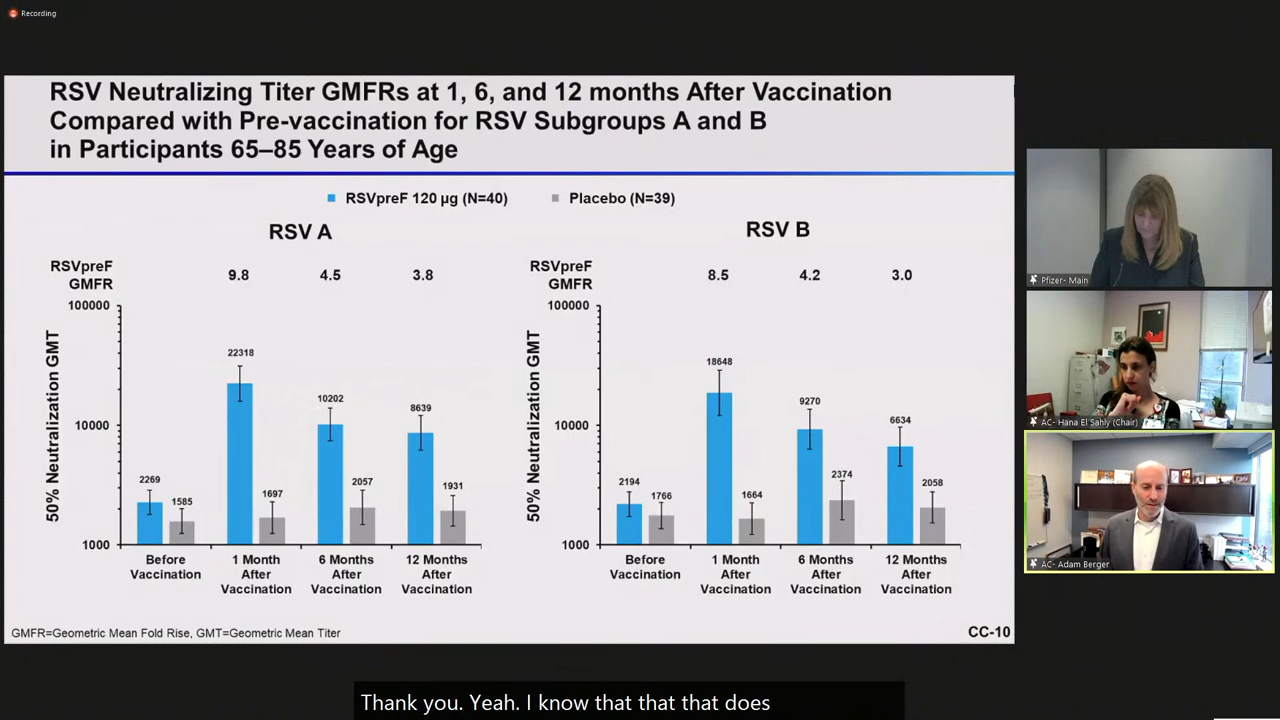 Recording
RSV Neutralizing Titer GMFRs at 1, 6, and 12 months After Vaccination
Compared with Pre-vaccination for RSV Subgroups A and B
in Participants 65–85 Years of Age
RSVpreF 120 µg (N=40)
Placebo (N=39)
RSV A
RSVpreF
GMFR
9.8
4.5
3.8
50% Neutralization GMT
100000
10000
1000
2269
1585
22318
1697
10202
2057
8639
1931
Before
Vaccination
1 Month
After
Vaccination
6 Months
After
Vaccination
12 Months
After
Vaccination
RSV B
RSVpreF
GMFR
8.5
4.2
3.0
50% Neutralization GMT
100000
10000
1000
2194
1766
18648
1664
9270
2374
6634
2058
Before
Vaccination
1 Month
After
Vaccination
6 Months
After
Vaccination
12 Months
After
Vaccination
GMFR=Geometric Mean Fold Rise, GMT=Geometric Mean Titer
CC-10
Pfizer- Main
AC- Hana El Sahly (Chair)
AC- Adam Berger
Thank you. Yeah. I know that that that does